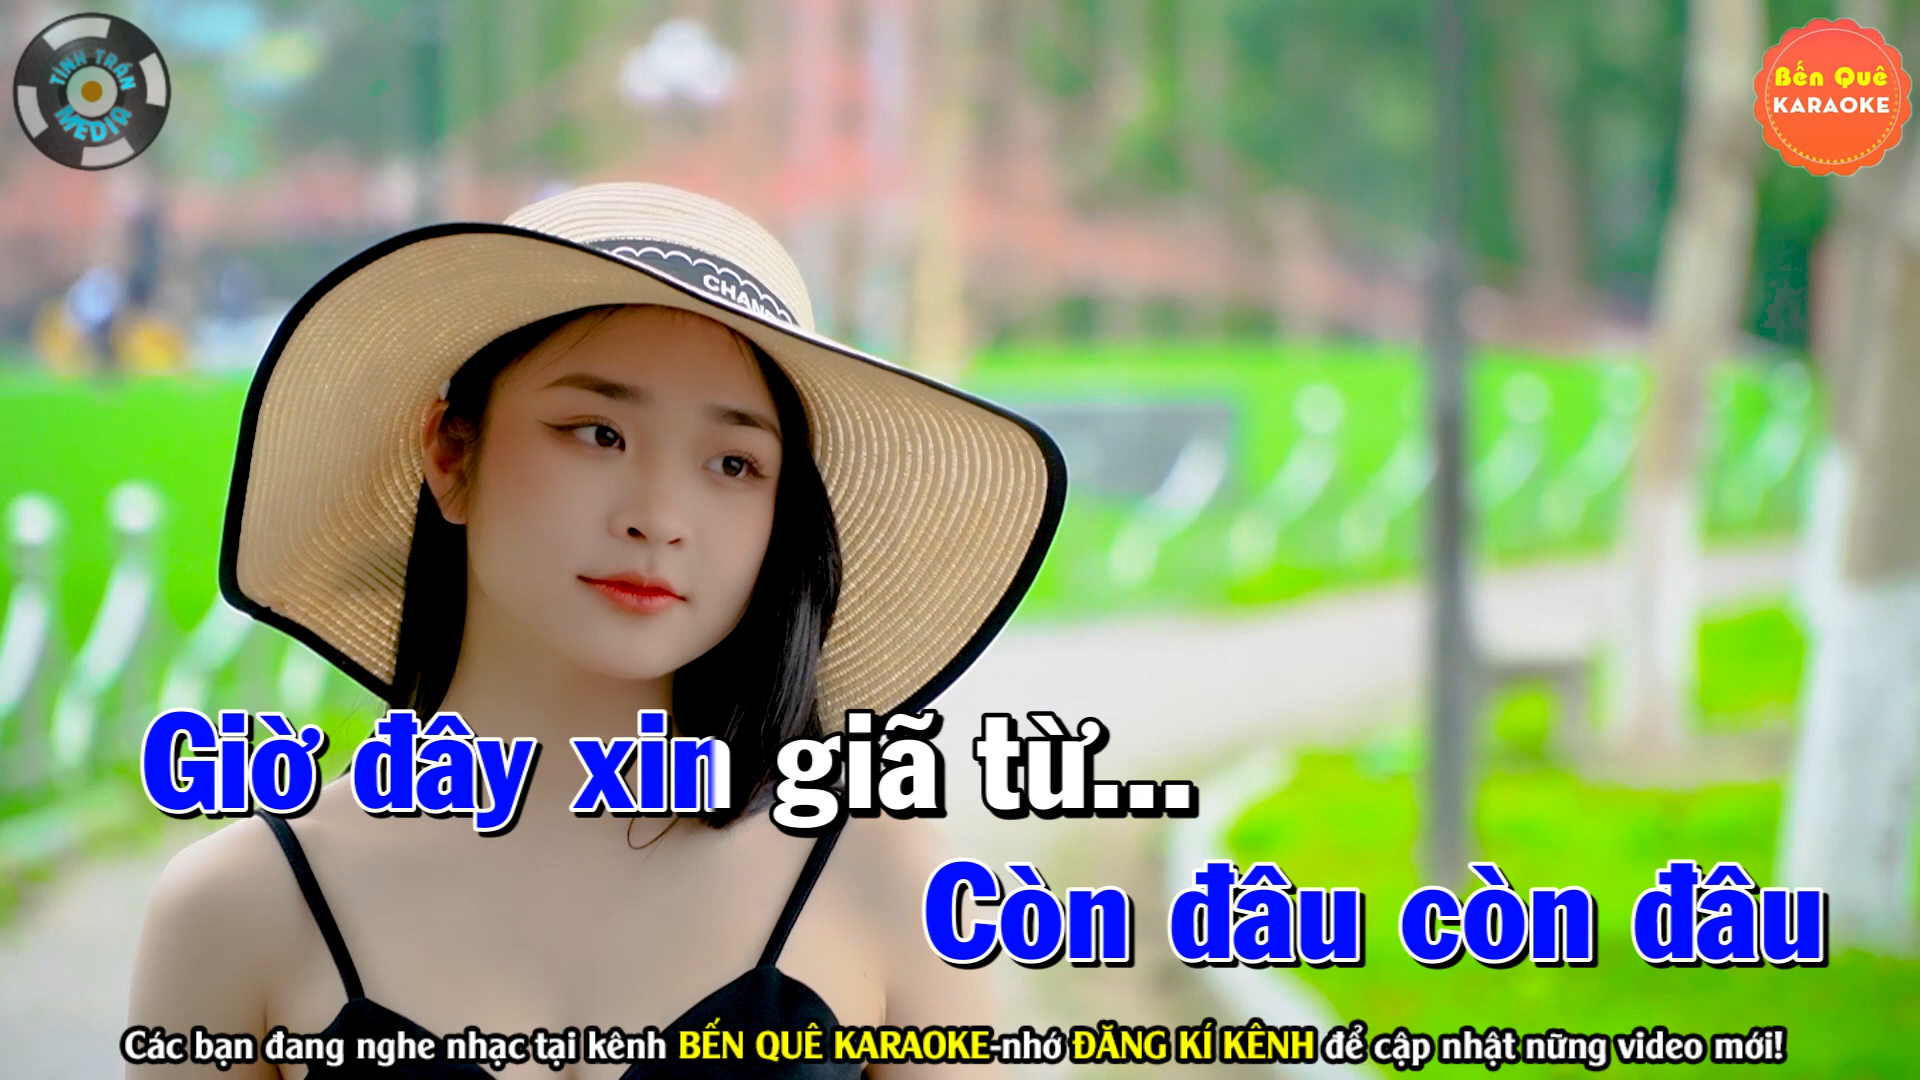 TÌNH TRẦN
MEDIA
Bến Quê
KARAOKE
Giờ đây xin giã từ...
Còn đâu còn đâu
Các bạn đang nghe nhạc tại kênh BẾN QUÊ KARAOKE-nhớ ĐĂNG KÍ KÊNH để cập nhật nững video mới!